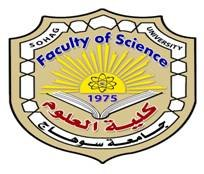 SOHAG UNIVERSITY
Faculty of Science
1975
كلية العلوم
جامعة سوهاج